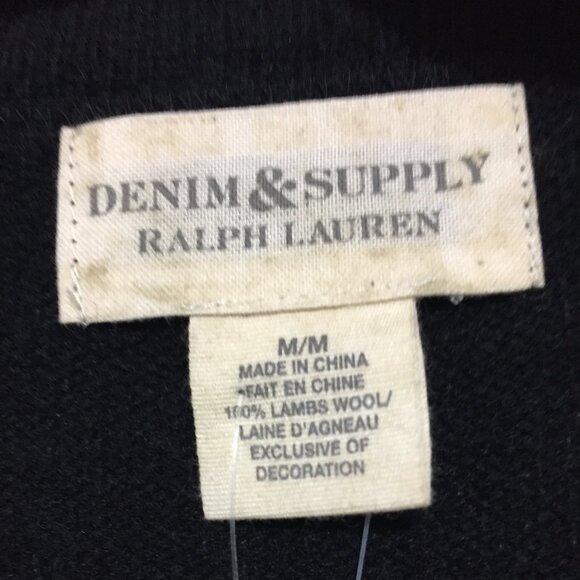 DENIM & SUPPLY
RALPH LAUREN
M/M
MADE IN CHINA
FAIT EN CHINE
100% LAMBS WOOL/
LAINE D'AGNEAU
EXCLUSIVE OF
DECORATION